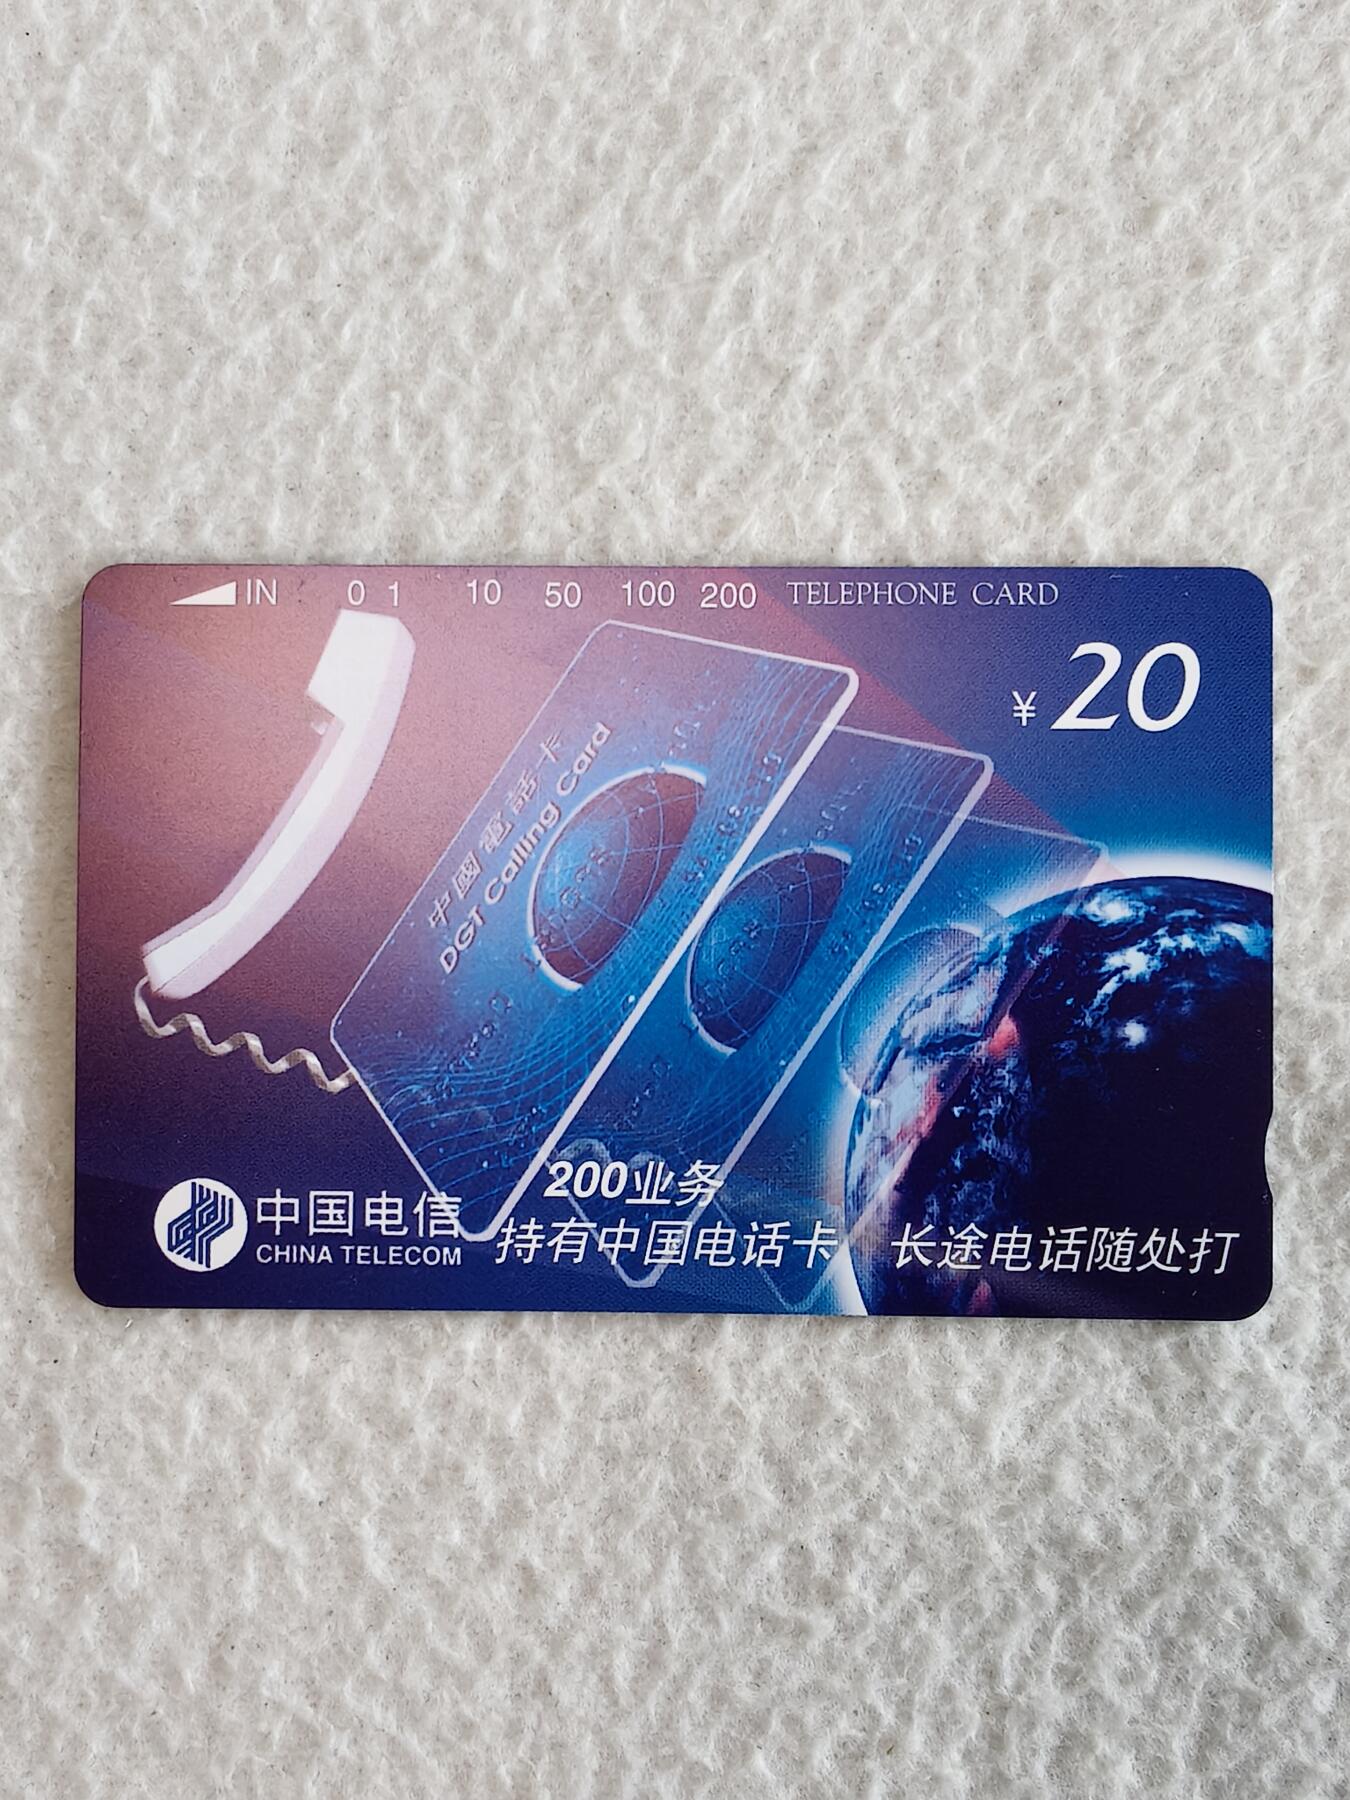 IN 0 1 10 50 100 200 TELEPHONE CARD
¥20
中國電話卡
DGT Calling Card
200业务
中国电信
CHINA TELECOM
持有中国电话卡 长途电话随处打